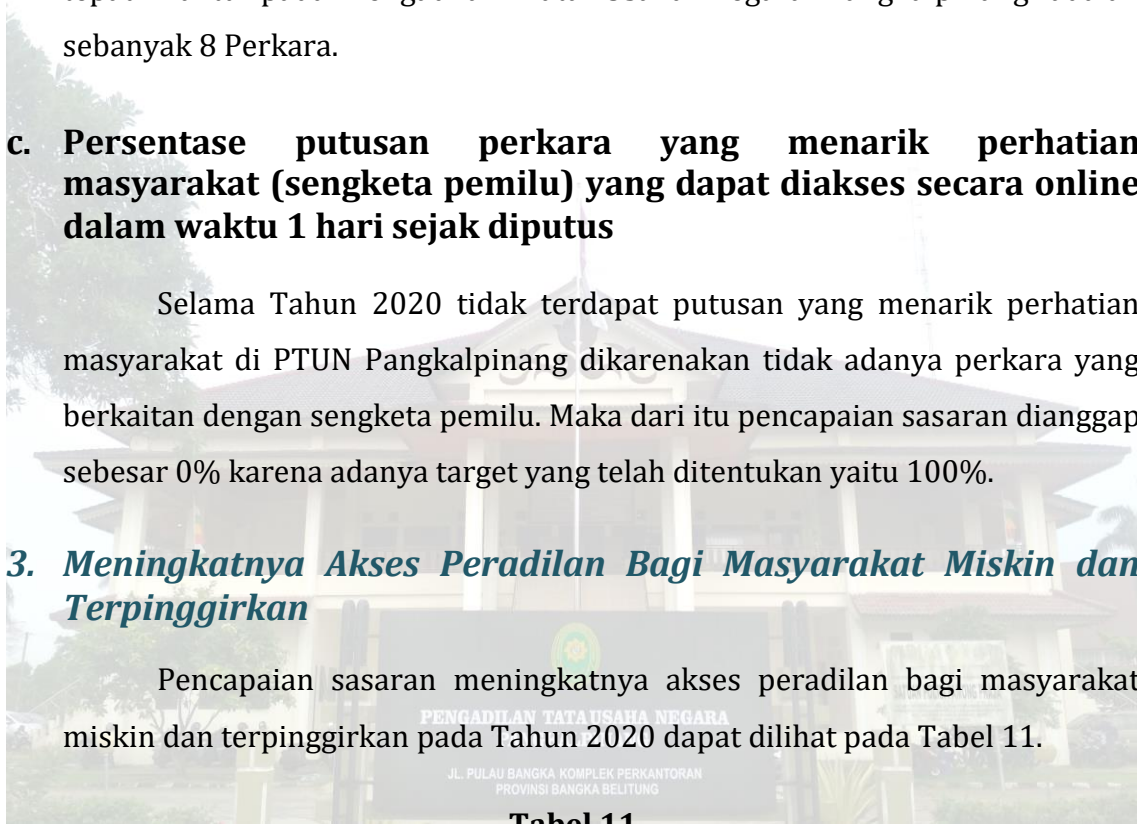 sebanyak 8 Perkara.
c. Persentase putusan perkara yang menarik perhatian
masyarakat (sengketa pemilu) yang dapat diakses secara online
dalam waktu 1 hari sejak diputus
Selama Tahun 2020 tidak terdapat putusan yang menarik perhatian
masyarakat di PTUN Pangkalpinang dikarenakan tidak adanya perkara yang
berkaitan dengan sengketa pemilu. Maka dari itu pencapaian sasaran dianggap
sebesar 0% karena adanya target yang telah ditentukan yaitu 100%.
3. Meningkatnya Akses Peradilan Bagi Masyarakat Miskin dan
Terpinggirkan
Pencapaian sasaran meningkatnya akses peradilan bagi masyarakat
miskin dan terpinggirkan pada Tahun 2020 dapat dilihat pada Tabel 11.
PENGADILAN TATA USAHA NEGARA
JL. PULAU BANGKA KOMPLEK PERKANTORAN
PROVINSI BANGKA BELITUNG
Tabel 11